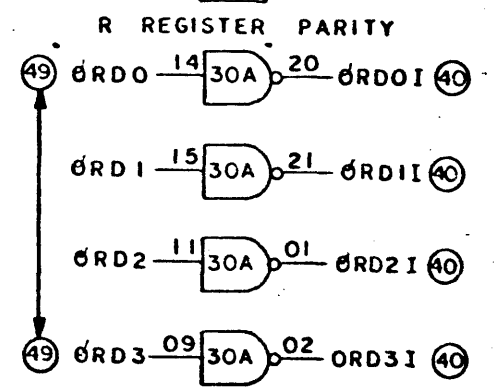 R REGISTER PARITY
49 ØRD0 14 30A 20 ØRD0I 40
ØRD1 15 30A 21 ØRD1I 40
ØRD2 11 30A 01 ØRD2I 40
49 ØRD3 09 30A 02 ORD3I 40